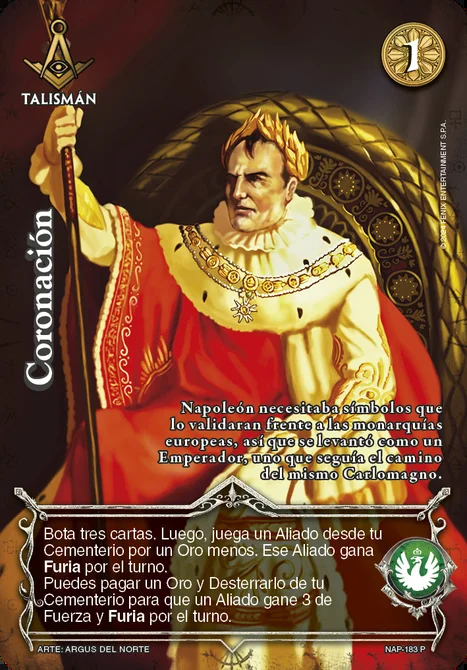 1
TALISMÁN
© 2021 FENIX ENTERTAINMENT S.P.A.
Coronación
Napoleón necesitaba símbolos que
lo validaran frente a las monarquías
europeas, así que se levantó como un
Emperador, uno que seguía el camino
del mismo Carlomagno.
Bota tres cartas. Luego, juega un Aliado desde tu
Cementerio por un Oro menos. Ese Aliado gana
Furia por el turno.
Puedes pagar un Oro y Desterrarlo de tu
Cementerio para que un Aliado gane 3 de
Fuerza y Furia por el turno.
ARTE: ARGUS DEL NORTE
NAP-183 P